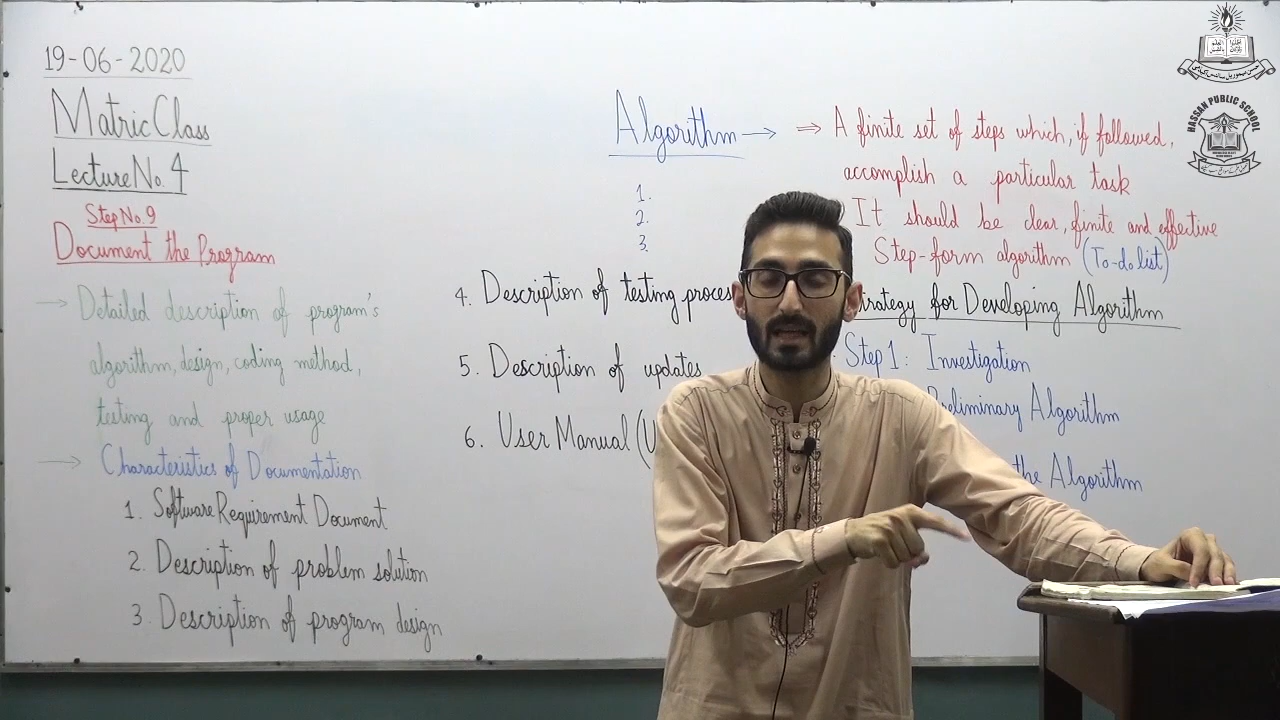 19-06-2020
Matric Class
Lecture No. 4
Step No. 9
Document the Program
→ Detailed description of program's
algorithm, design, coding method,
testing and proper usage
→ Characteristics of Documentation
1. Software Requirement Document
2. Description of problem solution
3. Description of program design
4. Description of testing proces
5. Description of updates
6. User Manual (U
Algorithm → ⇒ A finite set of steps which, if followed,
accomplish a particular task
1.
2.
3.
It should be clear, finite and effective
Step-form algorithm (To-do list)
trategy for Developing Algorithm
Step 1: Investigation
Preliminary Algorithm
the Algorithm
HASSAN PUBLIC SCHOOL